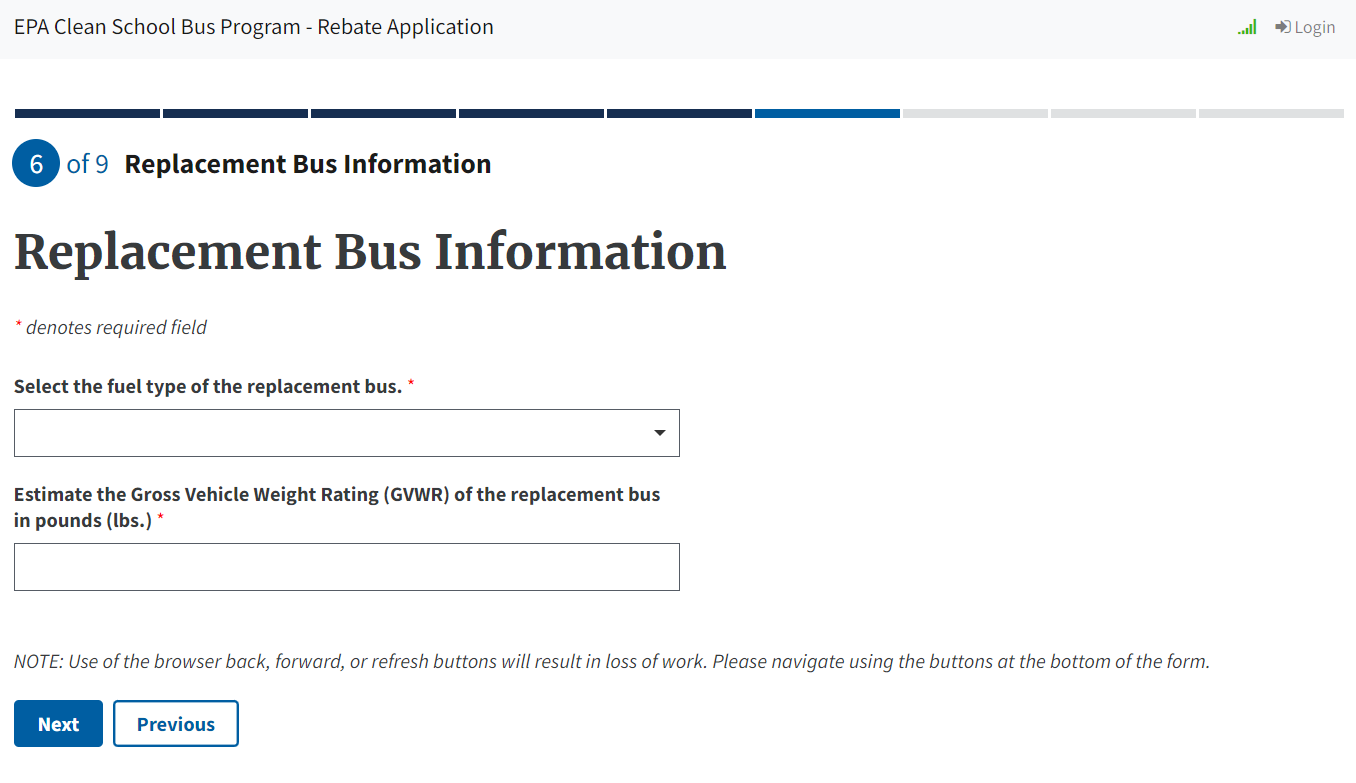 EPA Clean School Bus Program - Rebate Application
Login
6 of 9 Replacement Bus Information
Replacement Bus Information
* denotes required field
Select the fuel type of the replacement bus. *
Estimate the Gross Vehicle Weight Rating (GVWR) of the replacement bus
in pounds (lbs.) *
NOTE: Use of the browser back, forward, or refresh buttons will result in loss of work. Please navigate using the buttons at the bottom of the form.
Next
Previous